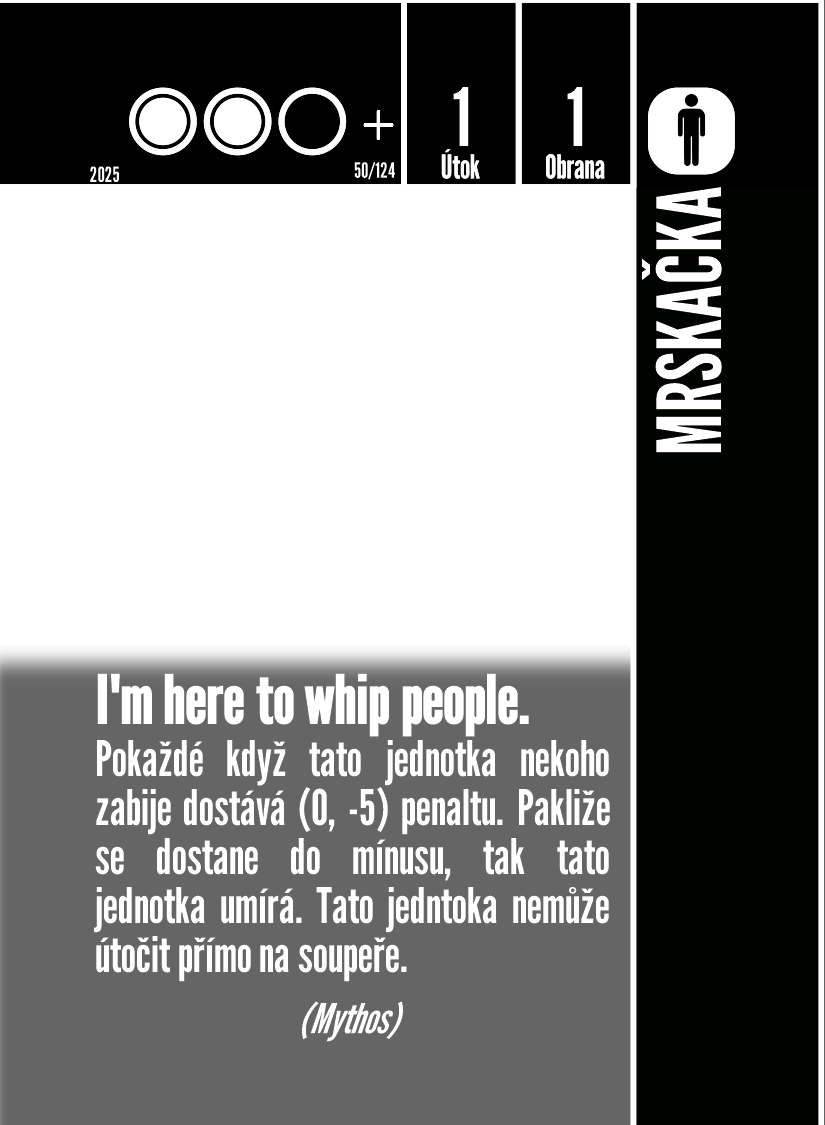 2025
50/124
1
Útok
1
Obrana
MRSKAČKA
I'm here to whip people.
Pokaždé když tato jednotka nekoho
zabije dostává (0, -5) penaltu. Pakliže
se dostane do mínusu, tak tato
jednotka umírá. Tato jedntoka nemůže
útočit přímo na soupeře.
(Mythos)